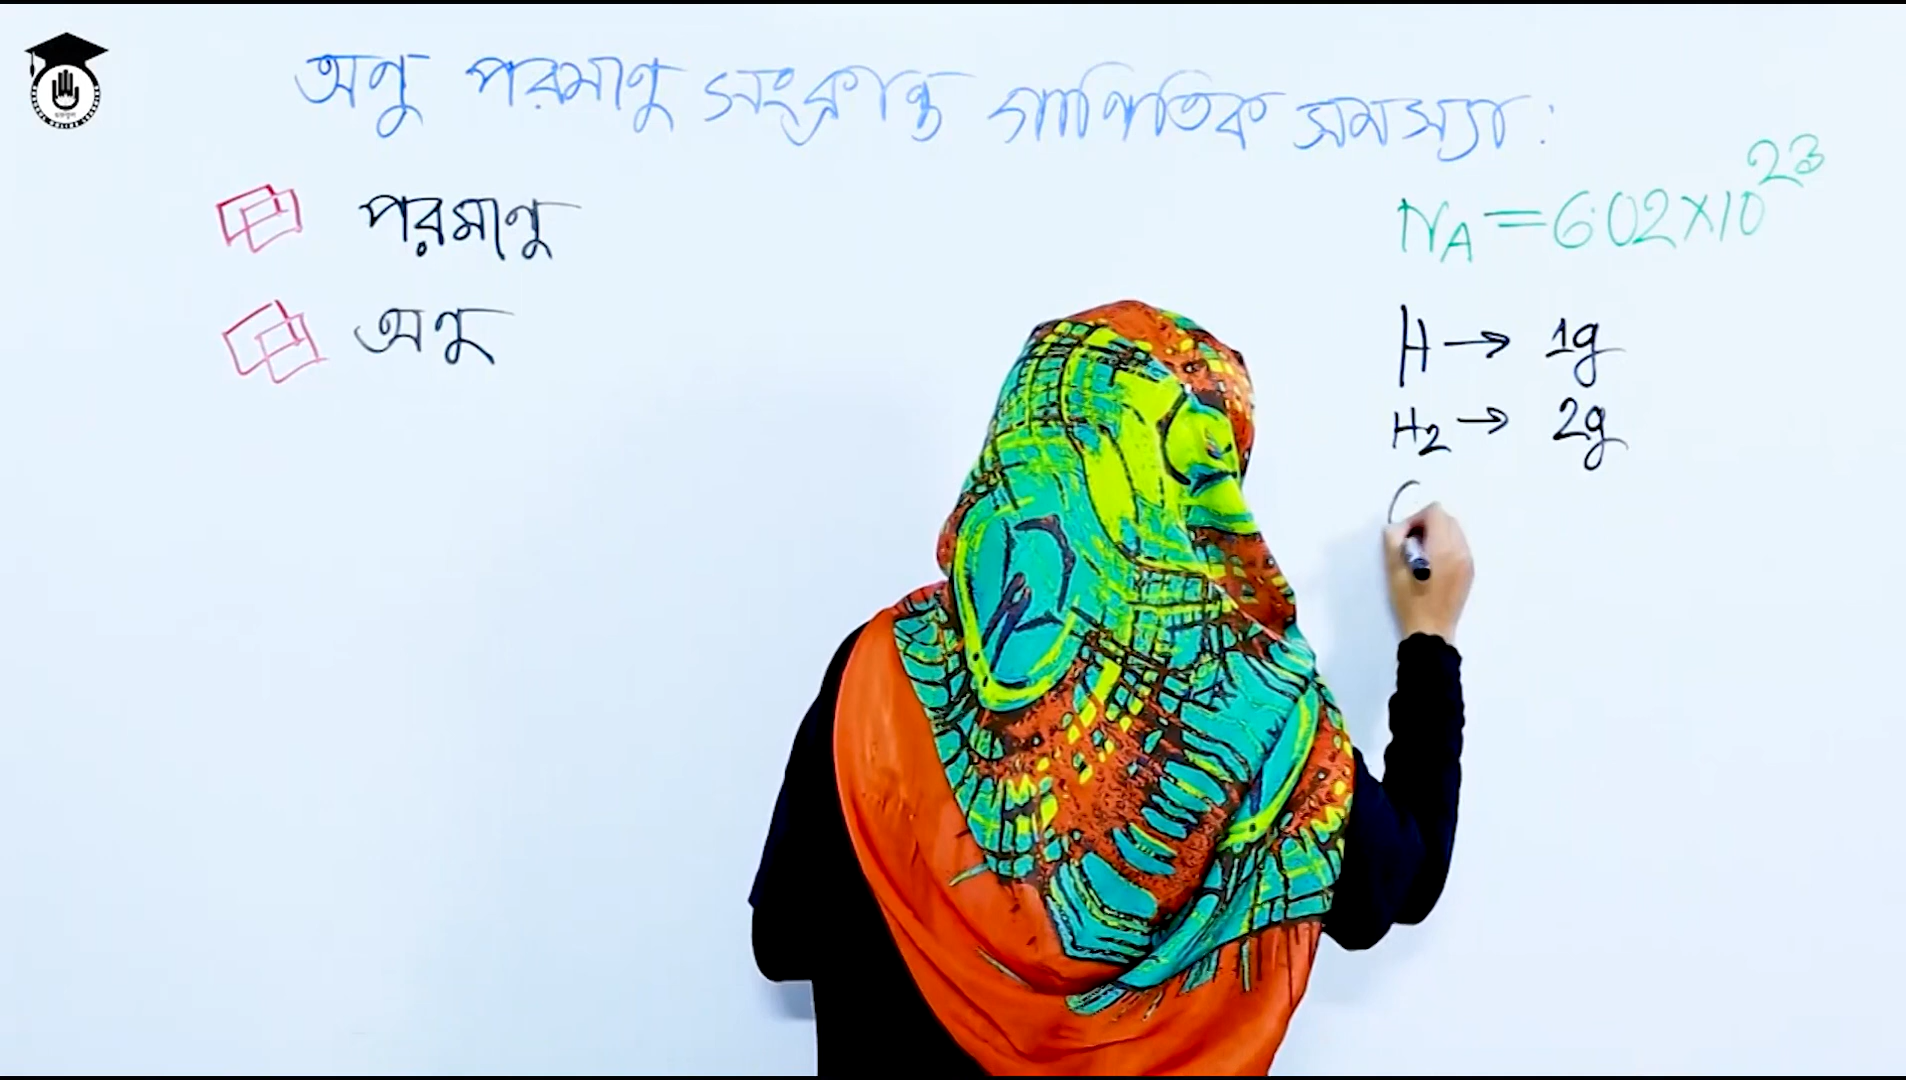 অণু পরমাণু সংক্রান্ত গাণিতিক সমস্যা:
পরমাণু
অণু
NA = 6.02×10^23
H → 1g
H2 → 2g